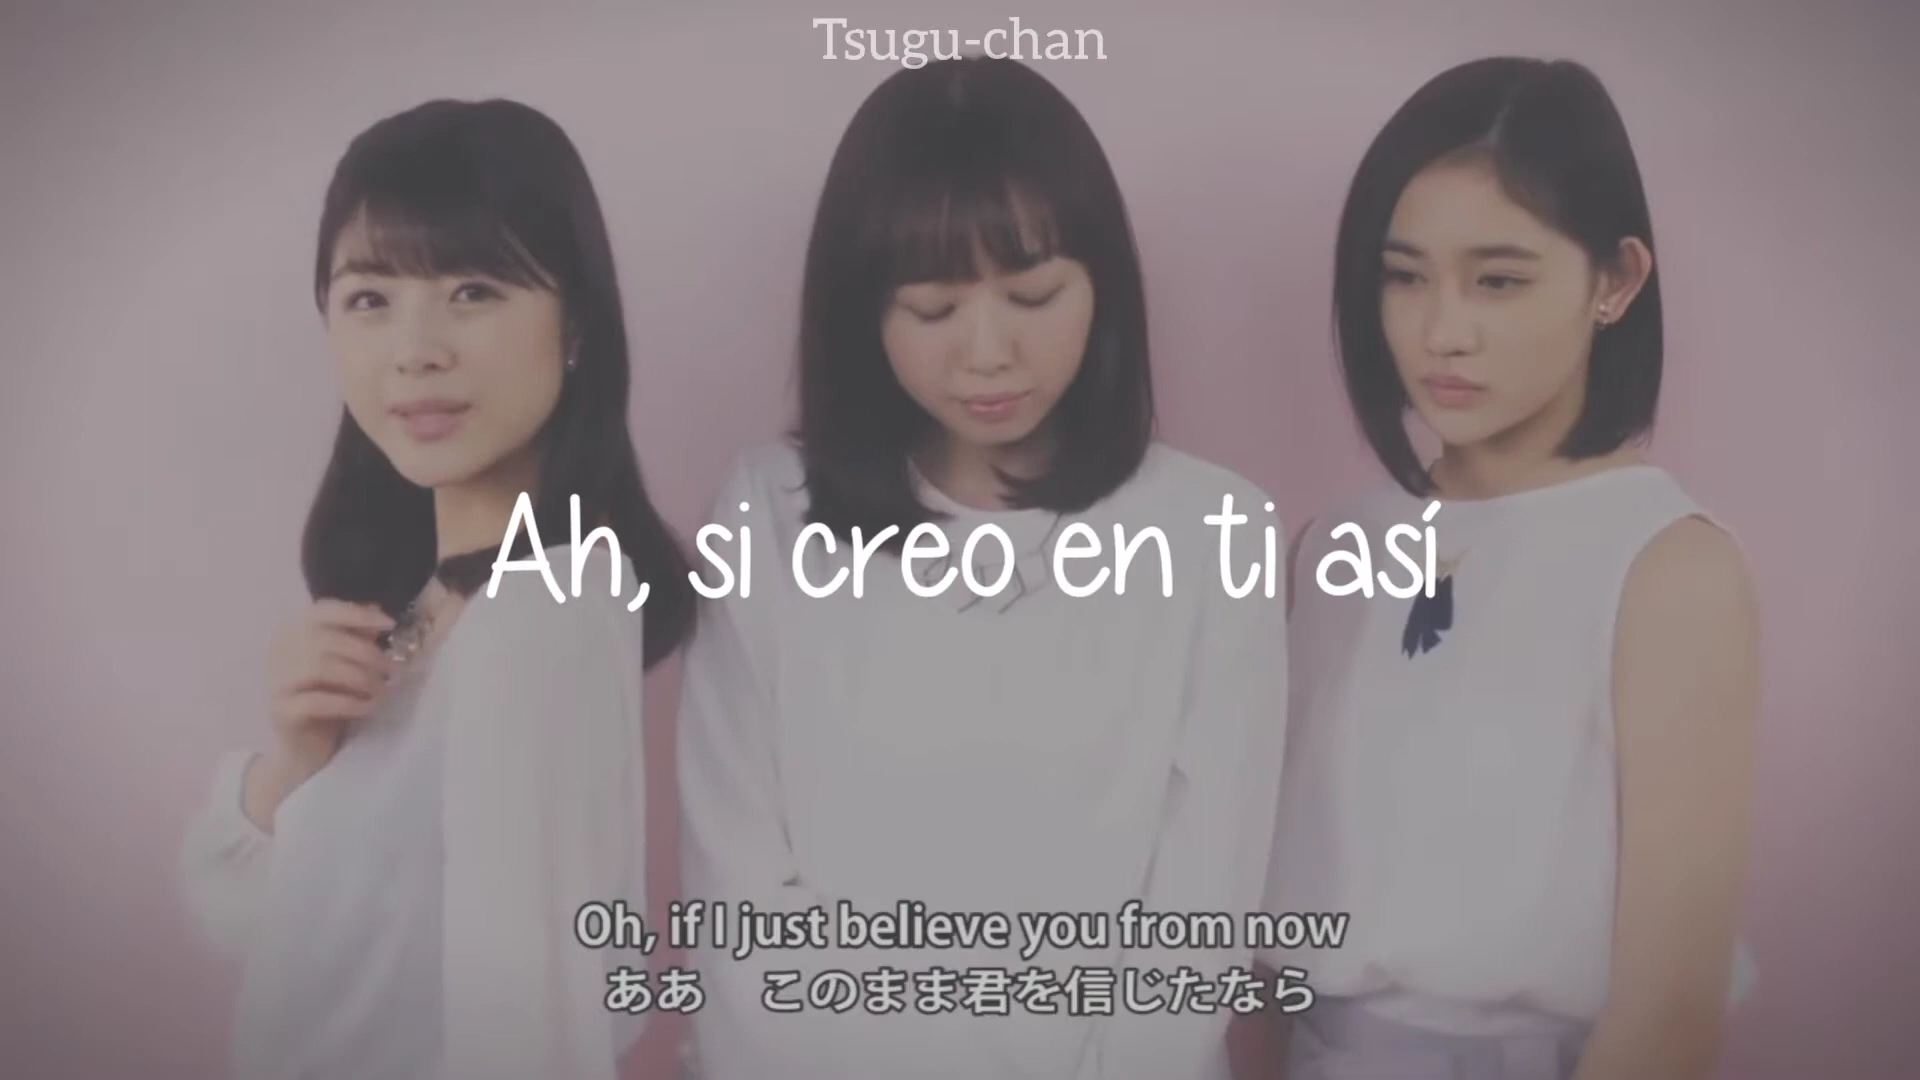 Tsugu-chan
Ah, si creo en ti así
Oh, if I just believe you from now
ああ　このまま君を信じたなら